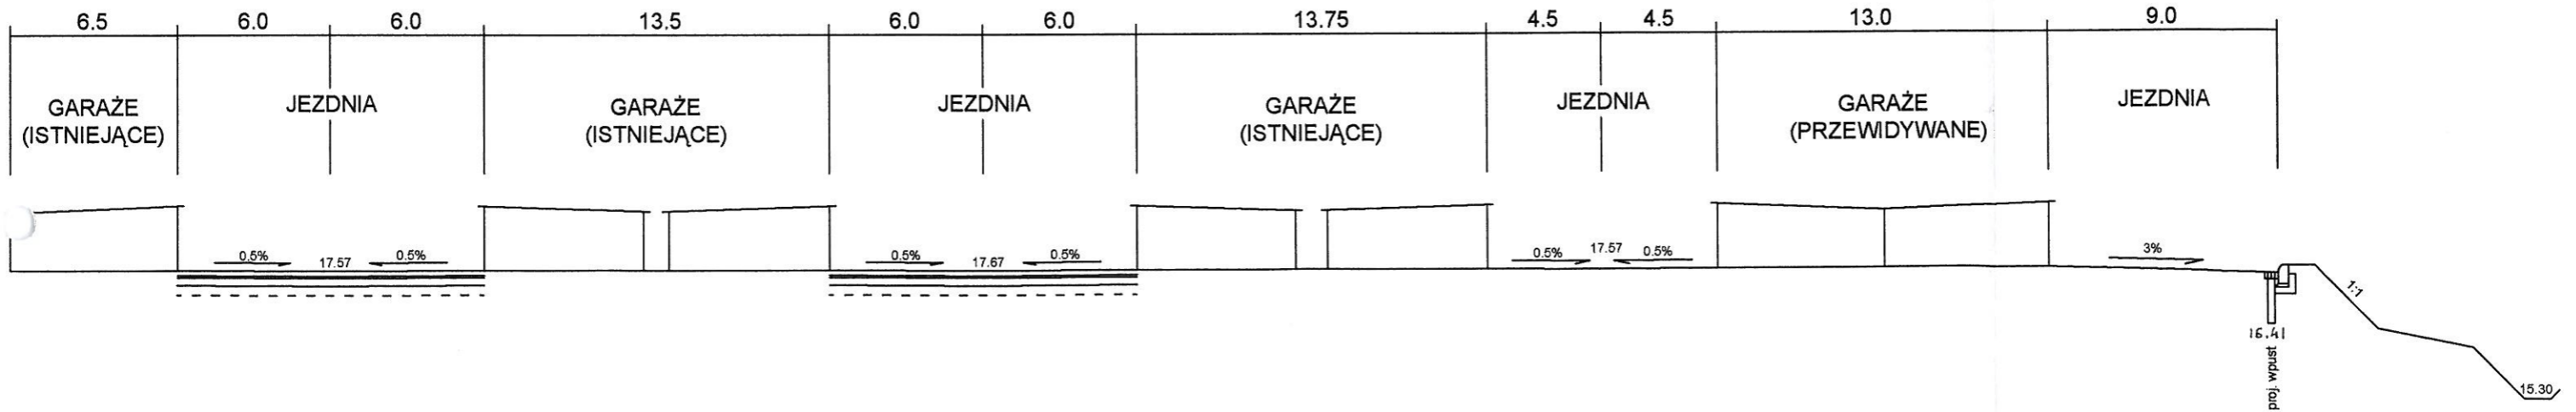 6.5 6.0 6.0 13.5 6.0 6.0 13.75 4.5 4.5 13.0 9.0
GARAŻE
(ISTNIEJĄCE)
JEZDNIA
GARAŻE
(ISTNIEJĄCE)
JEZDNIA
GARAŻE
(ISTNIEJĄCE)
JEZDNIA
GARAŻE
(PRZEWIDYWANE)
JEZDNIA
0.5% 17.57 0.5%
0.5% 17.67 0.5%
0.5% 17.57 0.5%
3%
1:1
16.41
proj. wpust
15.30